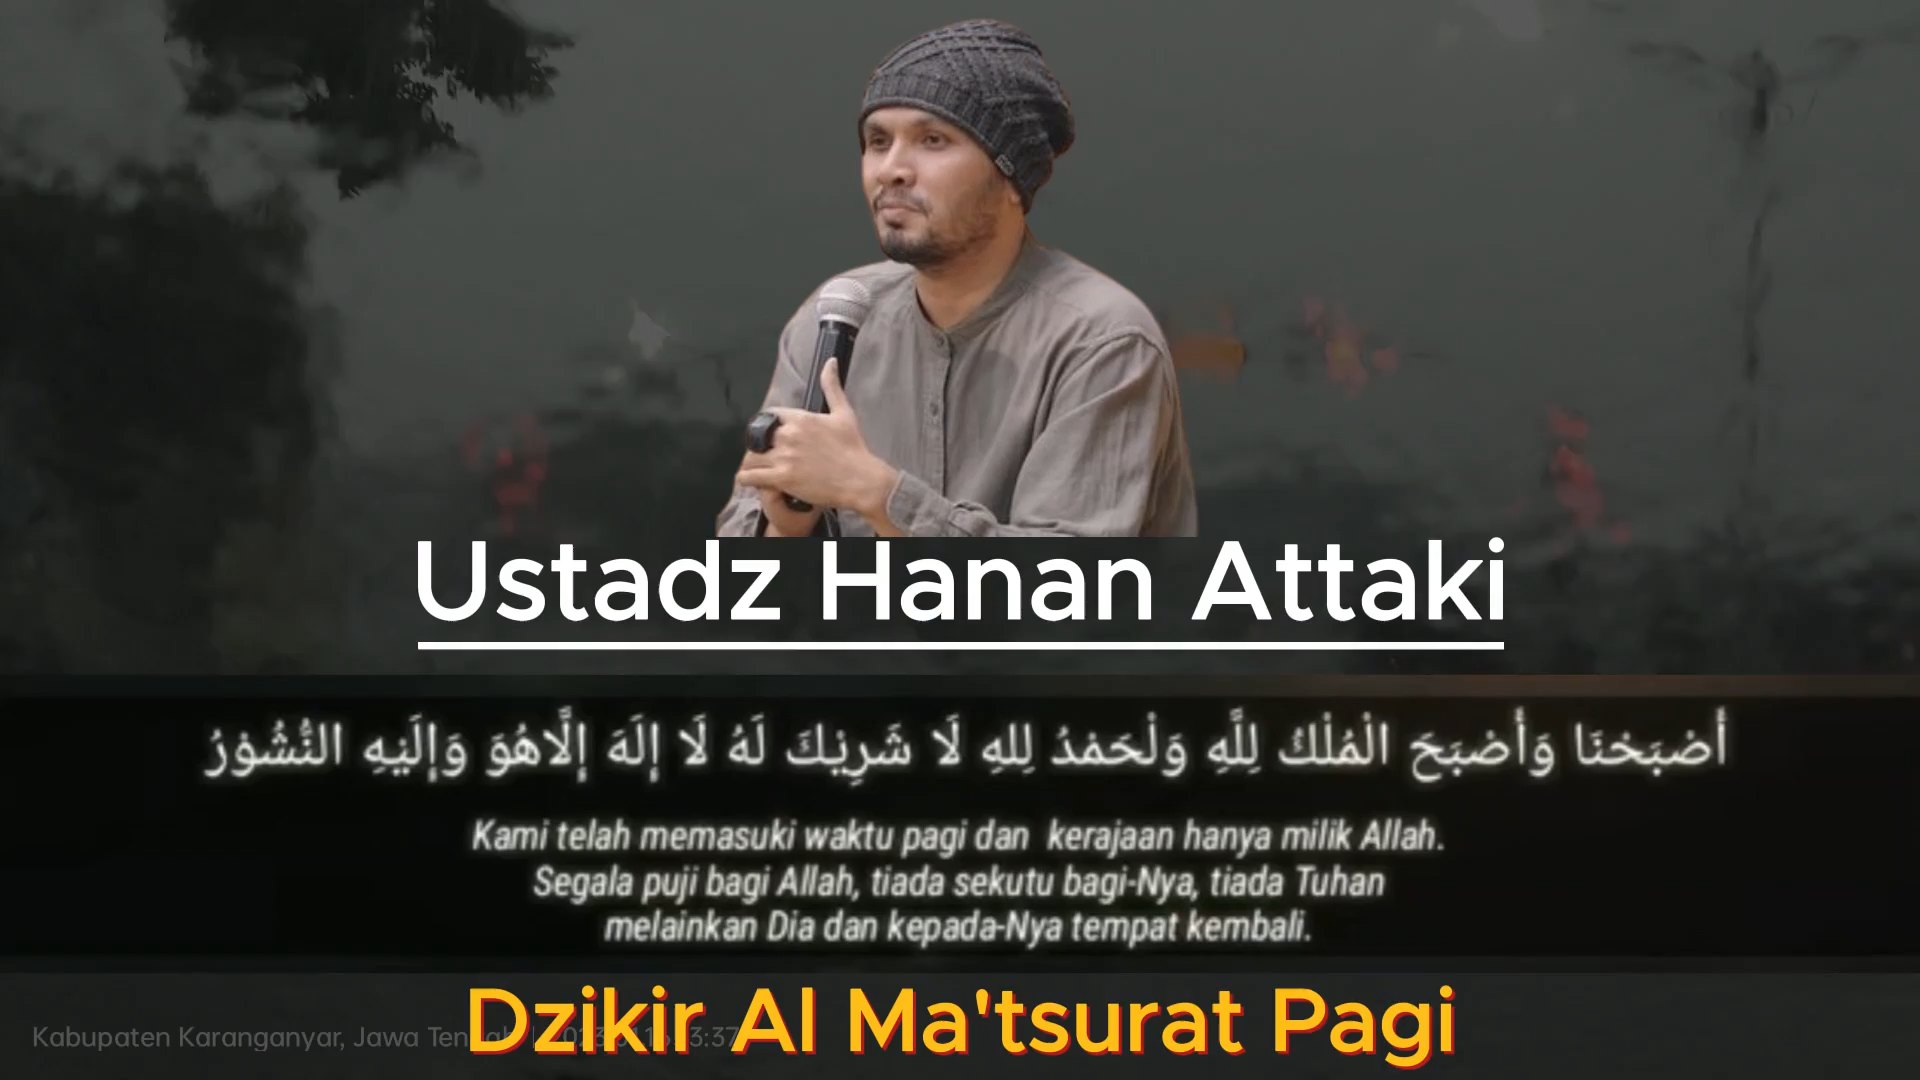 Ustadz Hanan Attaki
أَصْبَحْنَا وَأَصْبَحَ الْمُلْكُ لِلَّهِ وَلْحَمْدُ لِلهِ لَا شَرِيْكَ لَهُ لَا إِلَهَ إِلَّاهُوَ وَإِلَيْهِ النُّشُوْرُ
Kami telah memasuki waktu pagi dan kerajaan hanya milik Allah.
Segala puji bagi Allah, tiada sekutu bagi-Nya, tiada Tuhan
melainkan Dia dan kepada-Nya tempat kembali.
Dzikir Al Ma'tsurat Pagi
Kabupaten Karanganyar, Jawa